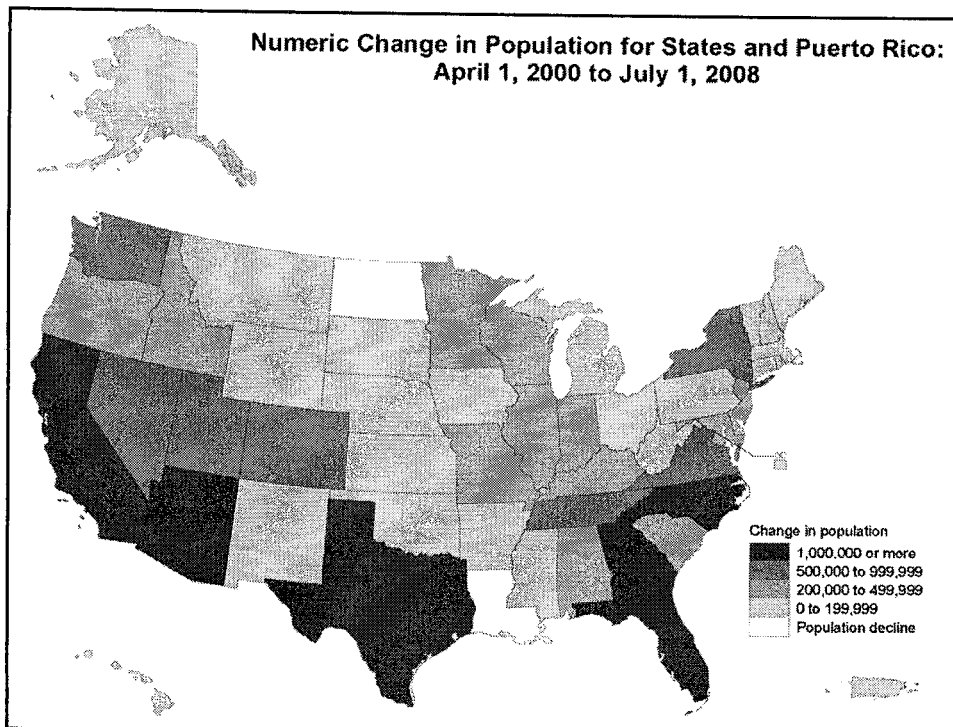 Numeric Change in Population for States and Puerto Rico:
April 1, 2000 to July 1, 2008
Change in population
1,000,000 or more
500,000 to 999,999
200,000 to 499,999
0 to 199,999
Population decline